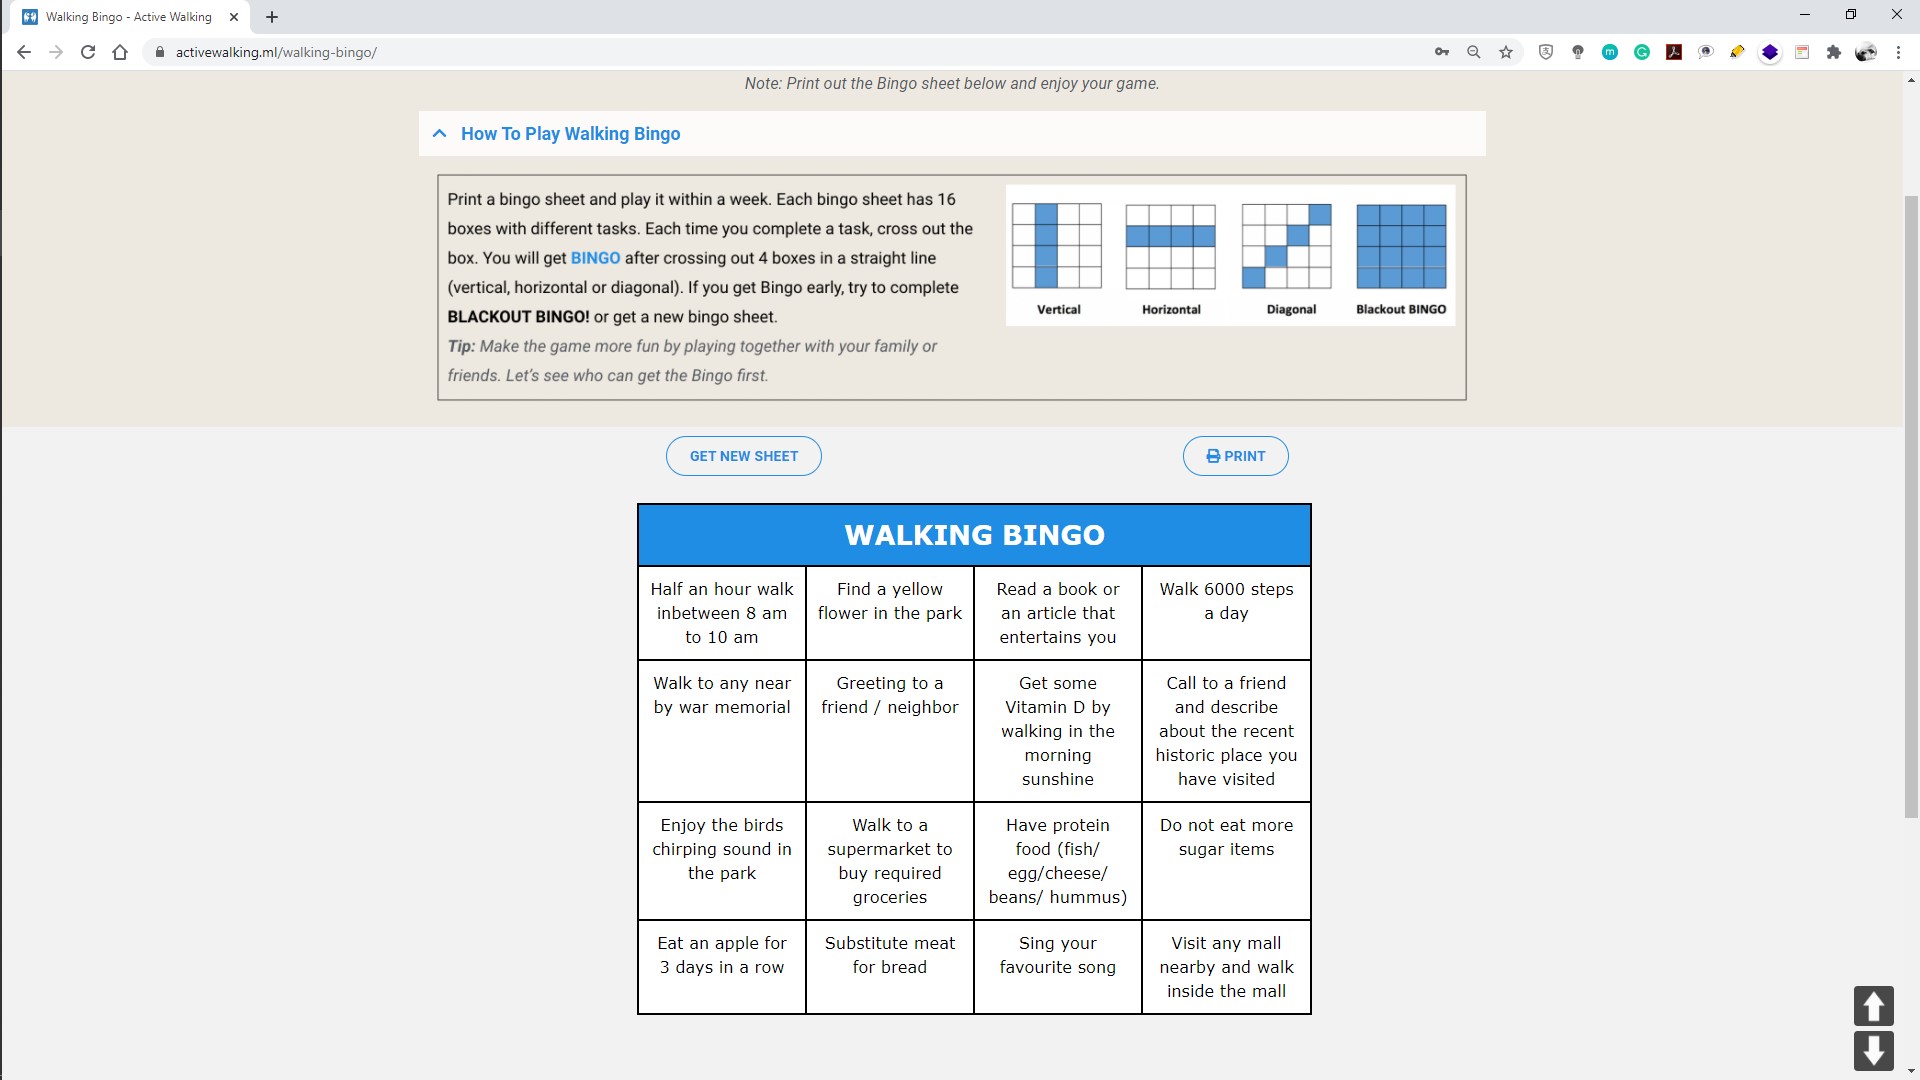 Walking Bingo - Active Walking
activewalking.ml/walking-bingo/
Note: Print out the Bingo sheet below and enjoy your game.
How To Play Walking Bingo
Print a bingo sheet and play it within a week. Each bingo sheet has 16
boxes with different tasks. Each time you complete a task, cross out the
box. You will get BINGO after crossing out 4 boxes in a straight line
(vertical, horizontal or diagonal). If you get Bingo early, try to complete
BLACKOUT BINGO! or get a new bingo sheet.
Tip: Make the game more fun by playing together with your family or
friends. Let's see who can get the Bingo first.
Vertical
Horizontal
Diagonal
Blackout BINGO
GET NEW SHEET
PRINT
WALKING BINGO
Half an hour walk
inbetween 8 am
to 10 am
Find a yellow
flower in the park
Read a book or
an article that
entertains you
Walk 6000 steps
a day
Walk to any near
by war memorial
Greeting to a
friend / neighbor
Get some
Vitamin D by
walking in the
morning
sunshine
Call to a friend
and describe
about the recent
historic place you
have visited
Enjoy the birds
chirping sound in
the park
Walk to a
supermarket to
buy required
groceries
Have protein
food (fish/
egg/cheese/
beans/ hummus)
Do not eat more
sugar items
Eat an apple for
3 days in a row
Substitute meat
for bread
Sing your
favourite song
Visit any mall
nearby and walk
inside the mall